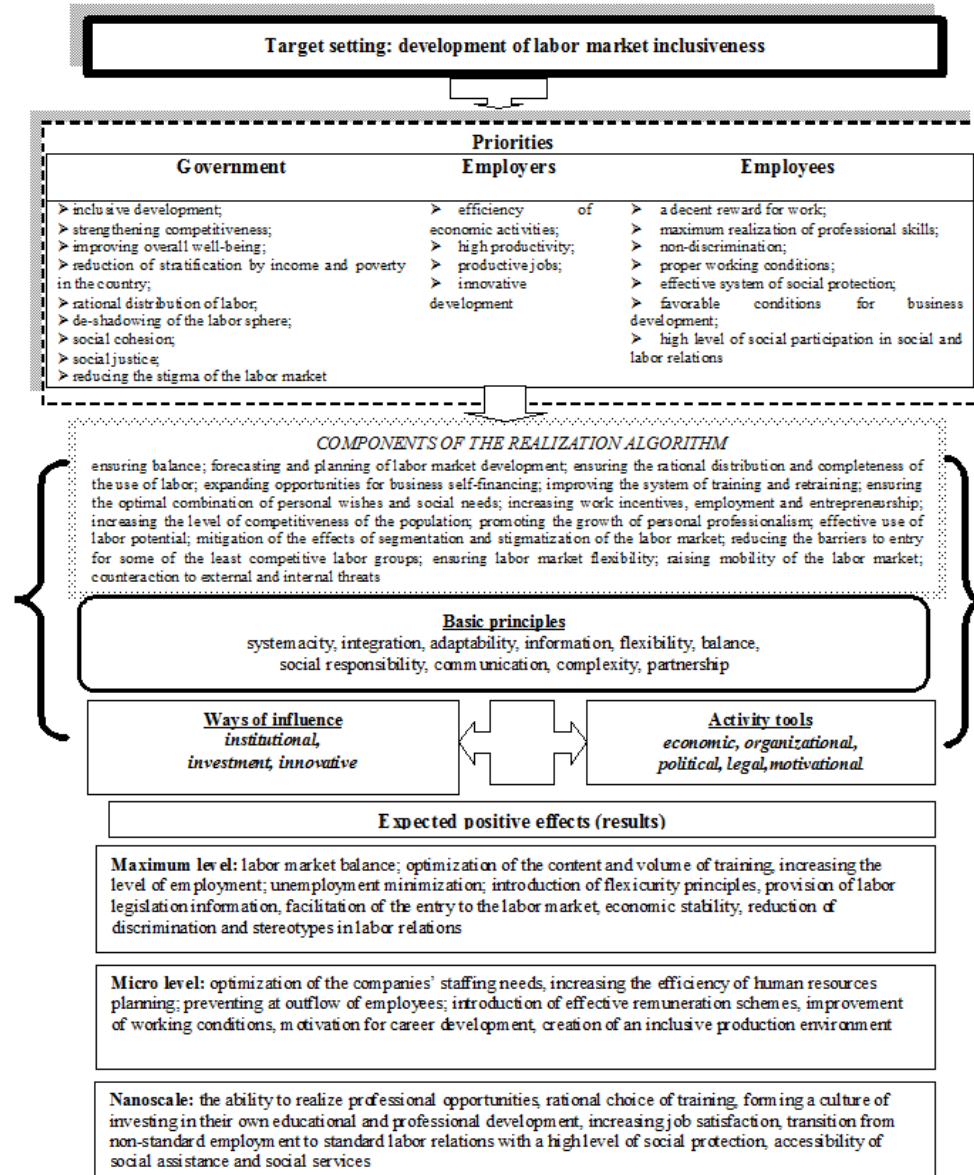 Target setting: development of labor market inclusiveness
Priorities
Government
Employers
Employees
➢ inclusive development;
➢ strengthening competitiveness;
➢ improving overall well-being;
➢ reduction of stratification by income and poverty
in the country;
➢ rational distribution of labor;
➢ de-shadowing of the labor sphere;
➢ social cohesion;
➢ social justice;
➢ reducing the stigma of the labor market
➢ efficiency of
economic activities;
➢ high productivity;
➢ productive jobs;
➢ innovative
development
➢ a decent reward for work;
➢ maximum realization of professional skills;
➢ non-discrimination;
➢ proper working conditions;
➢ effective system of social protection;
➢ favorable conditions for business
development;
➢ high level of social participation in social and
labor relations
COMPONENTS OF THE REALIZATION ALGORITHM
ensuring balance; forecasting and planning of labor market development; ensuring the rational distribution and completeness of
the use of labor; expanding opportunities for business self-financing; improving the system of training and retraining; ensuring
the optimal combination of personal wishes and social needs; increasing work incentives, employment and entrepreneurship;
increasing the level of competitiveness of the population; promoting the growth of personal professionalism; effective use of
labor potential; mitigation of the effects of segmentation and stigmatization of the labor market; reducing the barriers to entry
for some of the least competitive labor groups; ensuring labor market flexibility; raising mobility of the labor market;
counteraction to external and internal threats
Basic principles
systemacity, integration, adaptability, information, flexibility, balance,
social responsibility, communication, complexity, partnership
Ways of influence
institutional,
investment, innovative
Activity tools
economic, organizational,
political, legal,motivational
Expected positive effects (results)
Maximum level: labor market balance; optimization of the content and volume of training, increasing the
level of employment; unemployment minimization; introduction of flexicurity principles, provision of labor
legislation information, facilitation of the entry to the labor market, economic stability, reduction of
discrimination and stereotypes in labor relations
Micro level: optimization of the companies' staffing needs, increasing the efficiency of human resources
planning; preventing at outflow of employees; introduction of effective remuneration schemes, improvement
of working conditions, motivation for career development, creation of an inclusive production environment
Nanoscale: the ability to realize professional opportunities, rational choice of training, forming a culture of
investing in their own educational and professional development, increasing job satisfaction, transition from
non-standard employment to standard labor relations with a high level of social protection, accessibility of
social assistance and social services